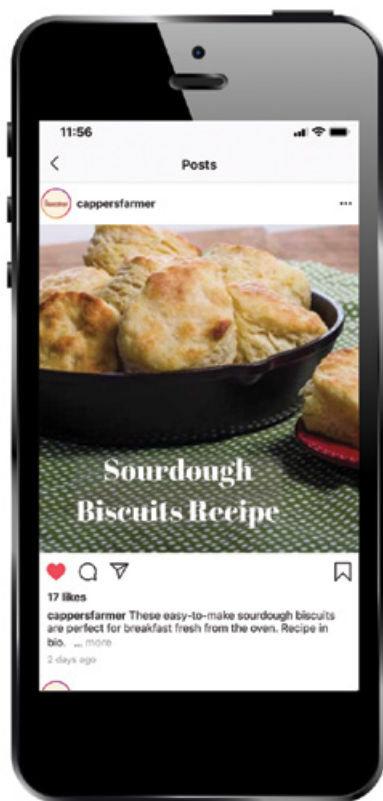 11:56
Posts
cappersfarmer
Sourdough
Biscuits Recipe
17 likes
cappersfarmer These easy-to-make sourdough biscuits
are perfect for breakfast fresh from the oven. Recipe in
bio. ... more
2 days ago